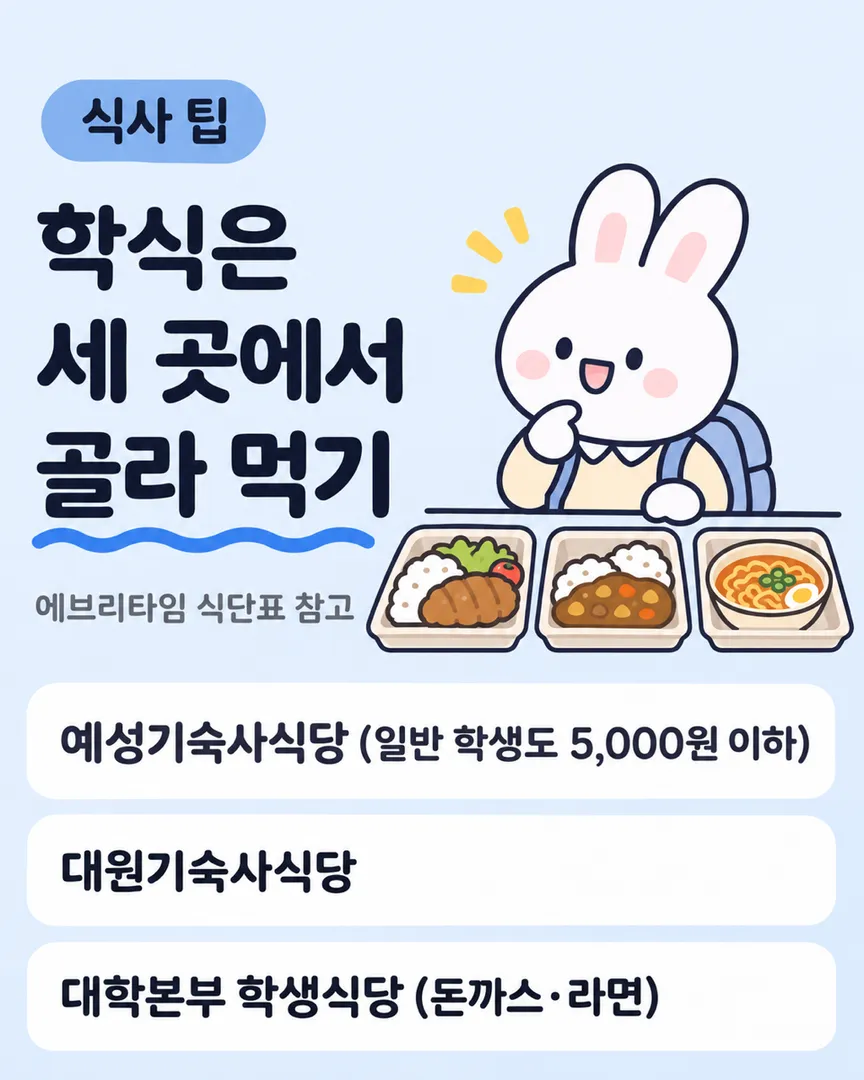 식사 팁
학식은
세 곳에서
골라 먹기
에브리타임 식단표 참고
예성기숙사식당 (일반 학생도 5,000원 이하)
대원기숙사식당
대학본부 학생식당 (돈까스·라면)